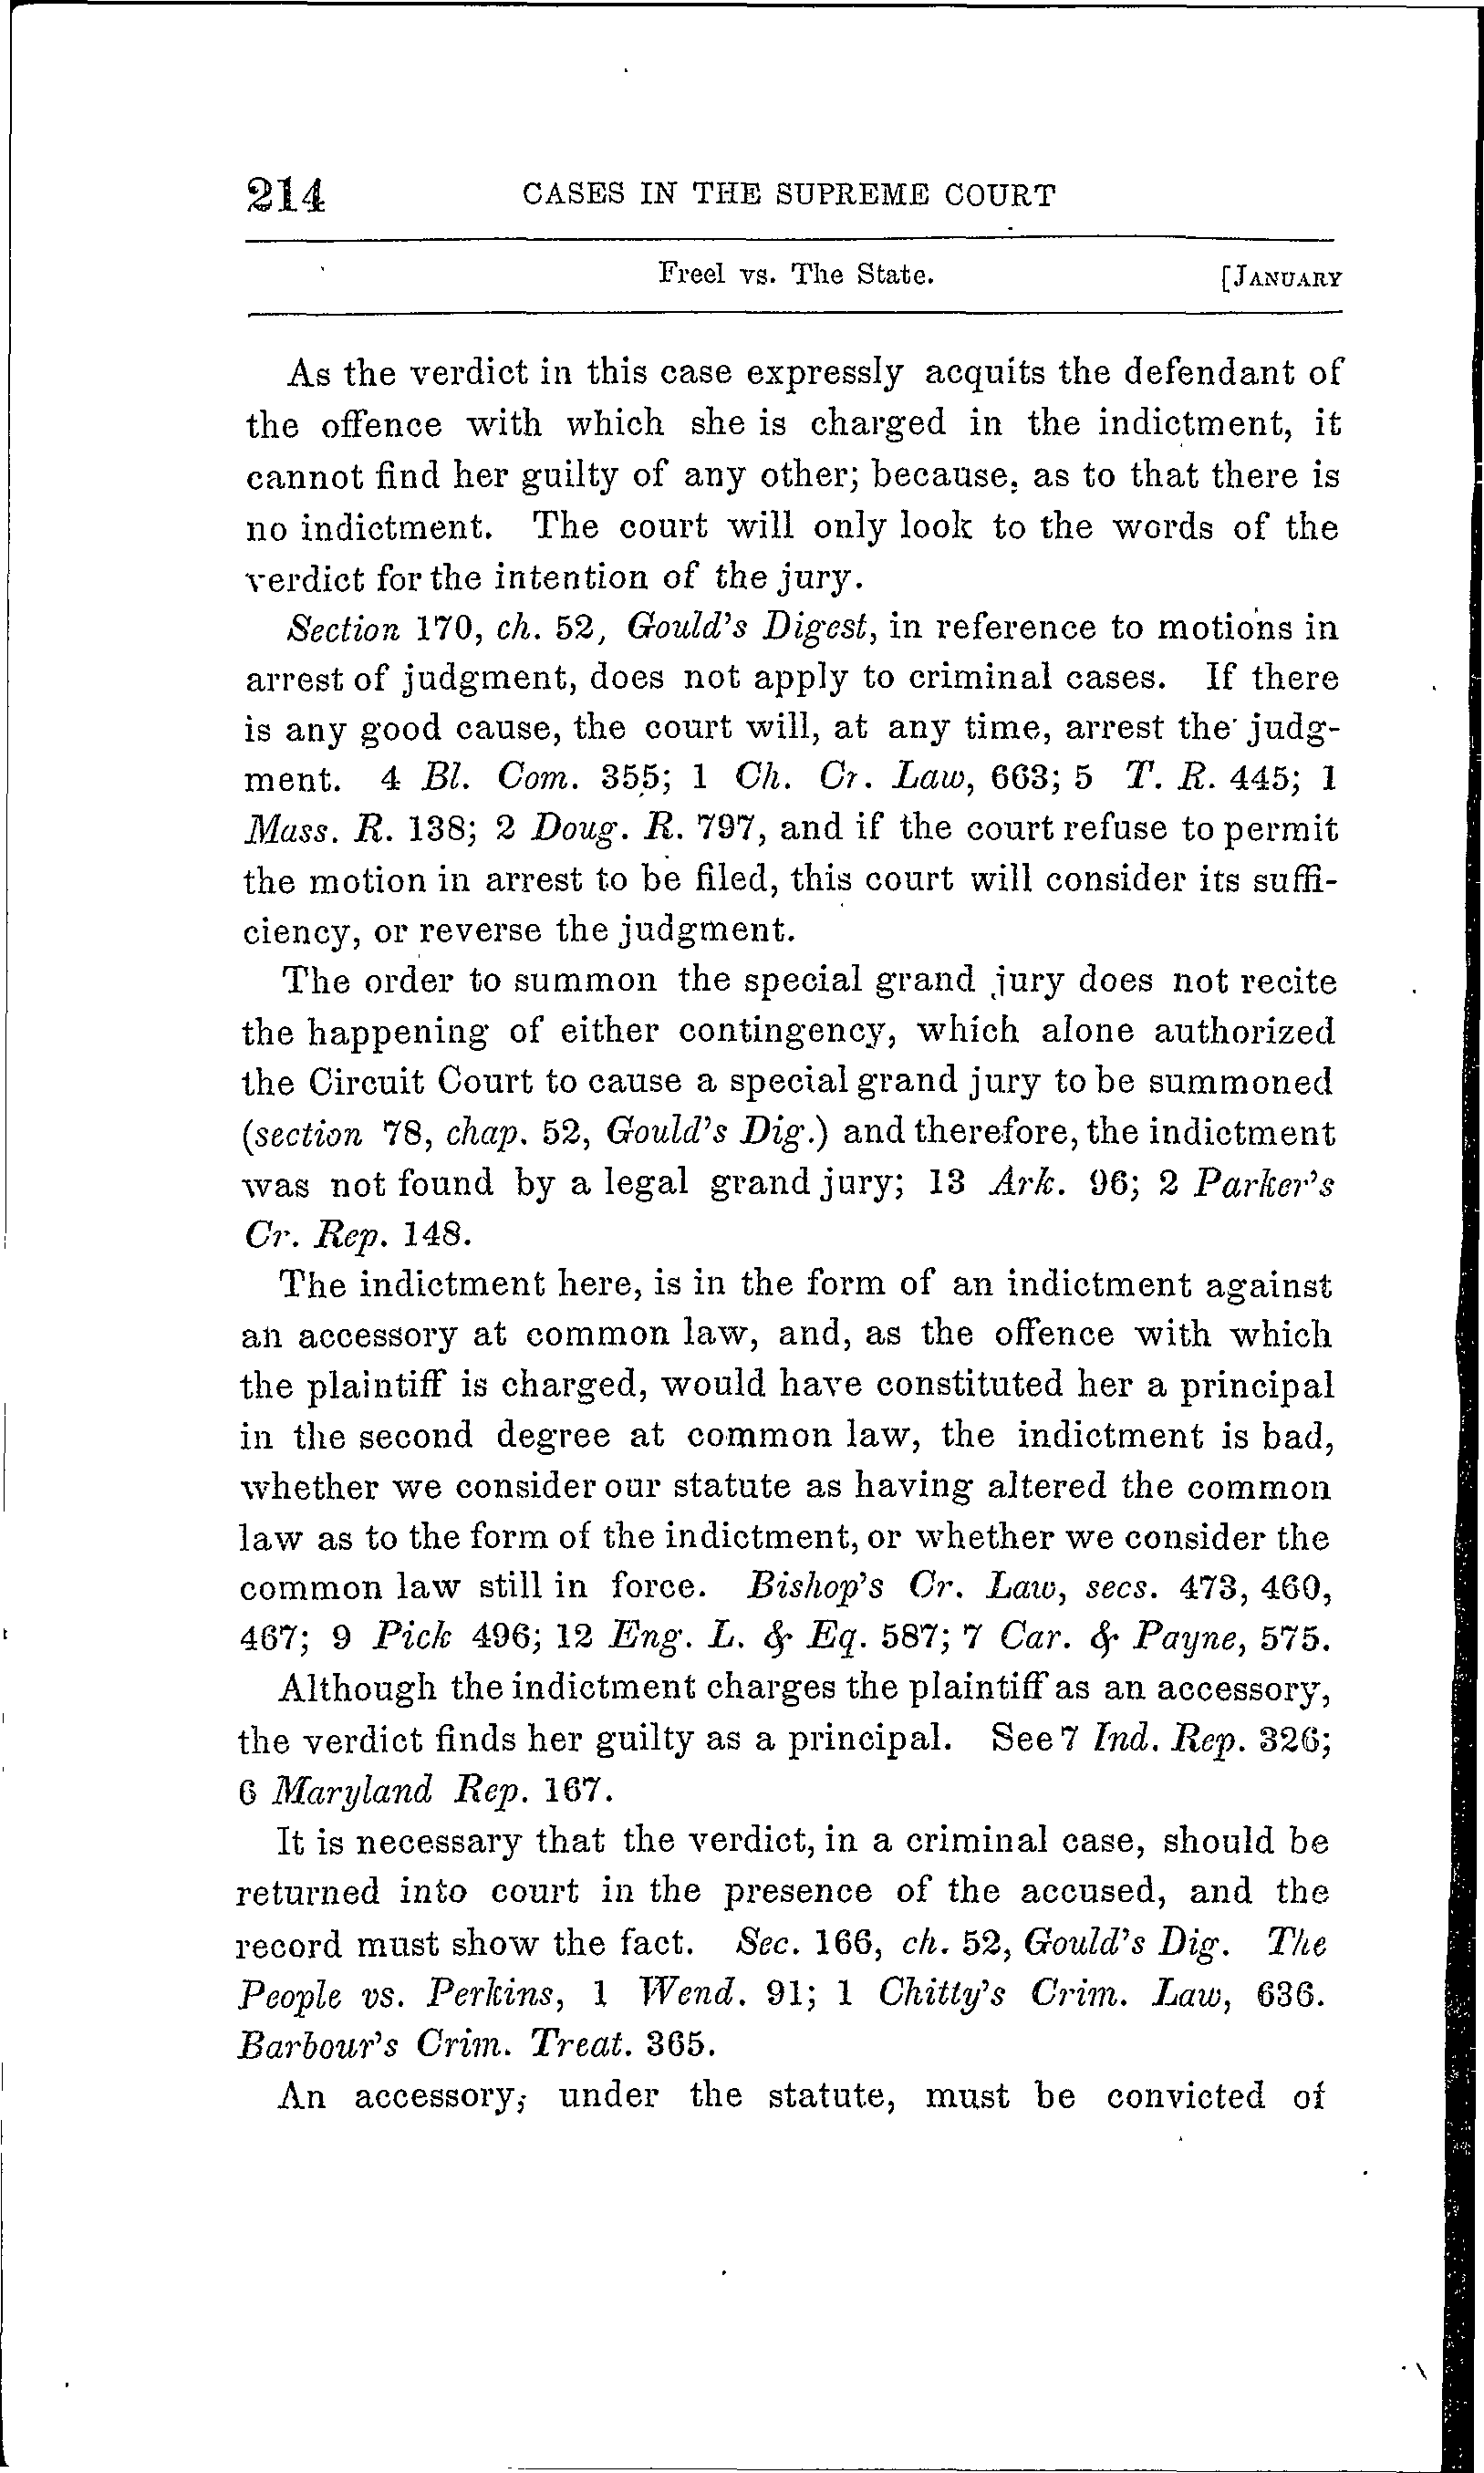 214 CASES IN THE SUPREME COURT
Freel vs. The State. [JANUARY
As the verdict in this case expressly acquits the defendant of
the offence with which she is charged in the indictment, it
cannot find her guilty of any other; because, as to that there is
no indictment. The court will only look to the words of the
verdict for the intention of the jury.
Section 170, ch. 52, Gould's Digest, in reference to motions in
arrest of judgment, does not apply to criminal cases. If there
is any good cause, the court will, at any time, arrest the judg-
ment. 4 Bl. Com. 355; 1 Ch. Cr. Law, 663; 5 T. R. 445; 1
Mass. R. 138; 2 Doug. R. 797, and if the court refuse to permit
the motion in arrest to be filed, this court will consider its suffi-
ciency, or reverse the judgment.
The order to summon the special grand jury does not recite
the happening of either contingency, which alone authorized
the Circuit Court to cause a special grand jury to be summoned
(section 78, chap. 52, Gould's Dig.) and therefore, the indictment
was not found by a legal grand jury; 13 Ark. 96; 2 Parker's
Cr. Rep. 148.
The indictment here, is in the form of an indictment against
an accessory at common law, and, as the offence with which
the plaintiff is charged, would have constituted her a principal
in the second degree at common law, the indictment is bad,
whether we consider our statute as having altered the common
law as to the form of the indictment, or whether we consider the
common law still in force. Bishop's Cr. Law, secs. 473, 460,
467; 9 Pick 496; 12 Eng. L. & Eq. 587; 7 Car. & Payne, 575.
Although the indictment charges the plaintiff as an accessory,
the verdict finds her guilty as a principal. See 7 Ind. Rep. 326;
6 Maryland Rep. 167.
It is necessary that the verdict, in a criminal case, should be
returned into court in the presence of the accused, and the
record must show the fact. Sec. 166, ch. 52, Gould's Dig. The
People vs. Perkins, 1 Wend. 91; 1 Chitty's Crim. Law, 636.
Barbour's Crim. Treat. 365.
An accessory, under the statute, must be convicted of